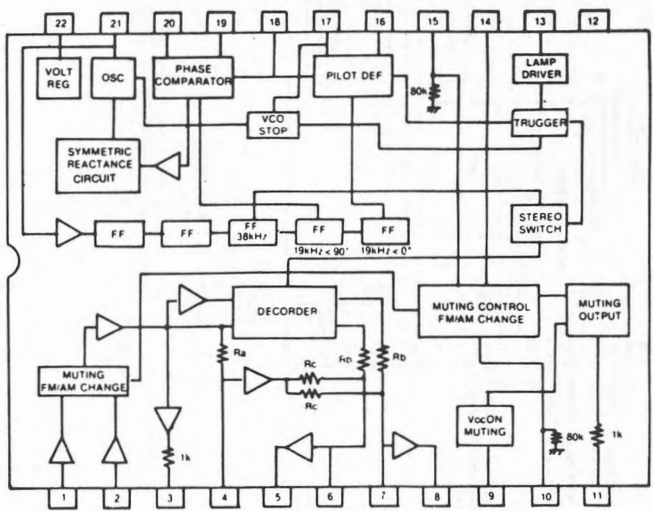 22 21 20 19 18 17 16 15 14 13 12
VOLT
REG
OSC
PHASE
COMPARATOR
PILOT DEF
80k
LAMP
DRIVER
VCO
STOP
TRUGGER
SYMMETRIC
REACTANCE
CIRCUIT
STEREO
SWITCH
FF
FF
FF
38kHz
FF
FF
19kHz<90°
19kHz<0°
DECORDER
MUTING CONTROL
FM/AM CHANGE
MUTING
OUTPUT
MUTING
FM/AM CHANGE
Ra
Rb
Rb
Rc
Rc
VccON
MUTING
1k
80k
1k
1 2 3 4 5 6 7 8 9 10 11